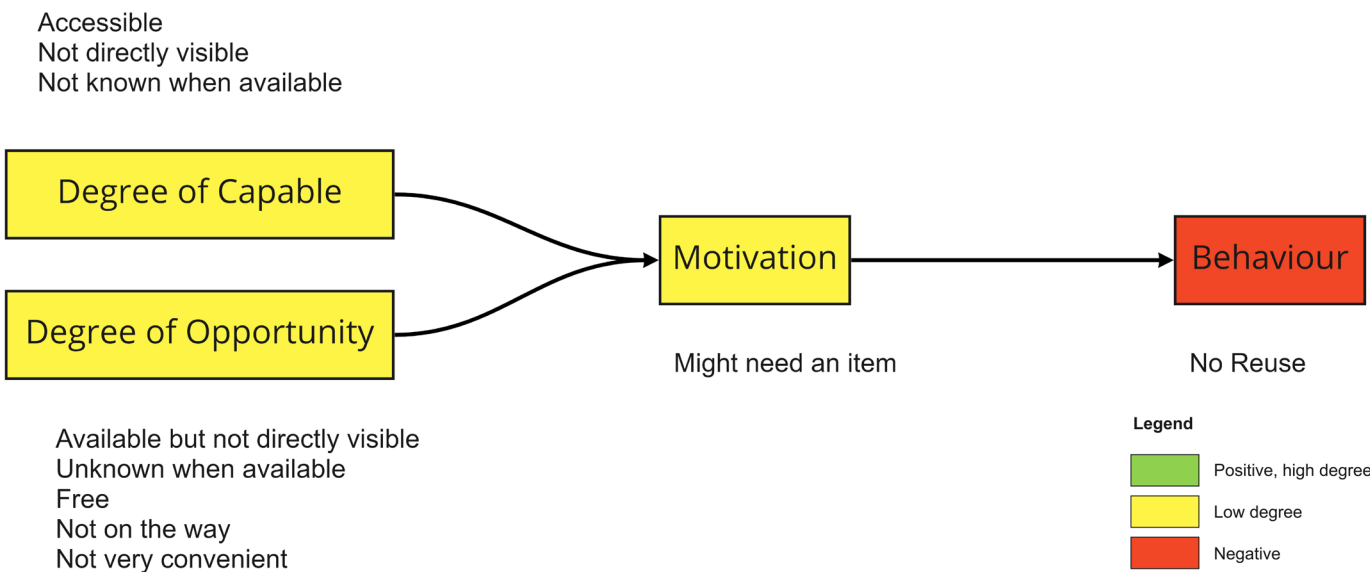 Accessible
Not directly visible
Not known when available
Degree of Capable
Degree of Opportunity
Motivation
Behaviour
Might need an item
No Reuse
Available but not directly visible
Unknown when available
Free
Not on the way
Not very convenient
Legend
Positive, high degree
Low degree
Negative